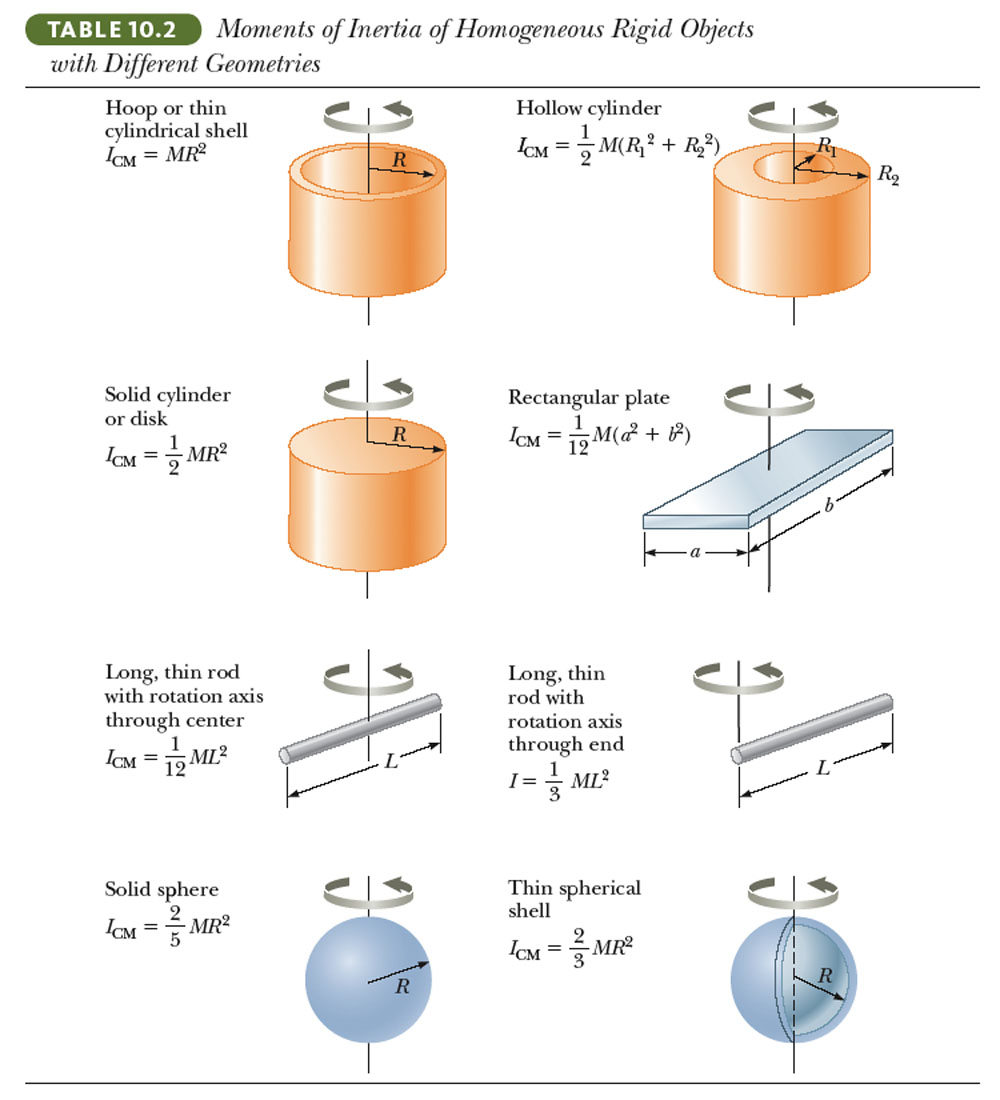 TABLE 10.2 Moments of Inertia of Homogeneous Rigid Objects
with Different Geometries
Hoop or thin
cylindrical shell
I_CM = MR²
R
Hollow cylinder
I_CM = 1/2 M(R₁² + R₂²)
R₁
R₂
Solid cylinder
or disk
I_CM = 1/2 MR²
R
Rectangular plate
I_CM = 1/12 M(a² + b²)
b
a
Long, thin rod
with rotation axis
through center
I_CM = 1/12 ML²
L
Long, thin
rod with
rotation axis
through end
I = 1/3 ML²
L
Solid sphere
I_CM = 2/5 MR²
R
Thin spherical
shell
I_CM = 2/3 MR²
R